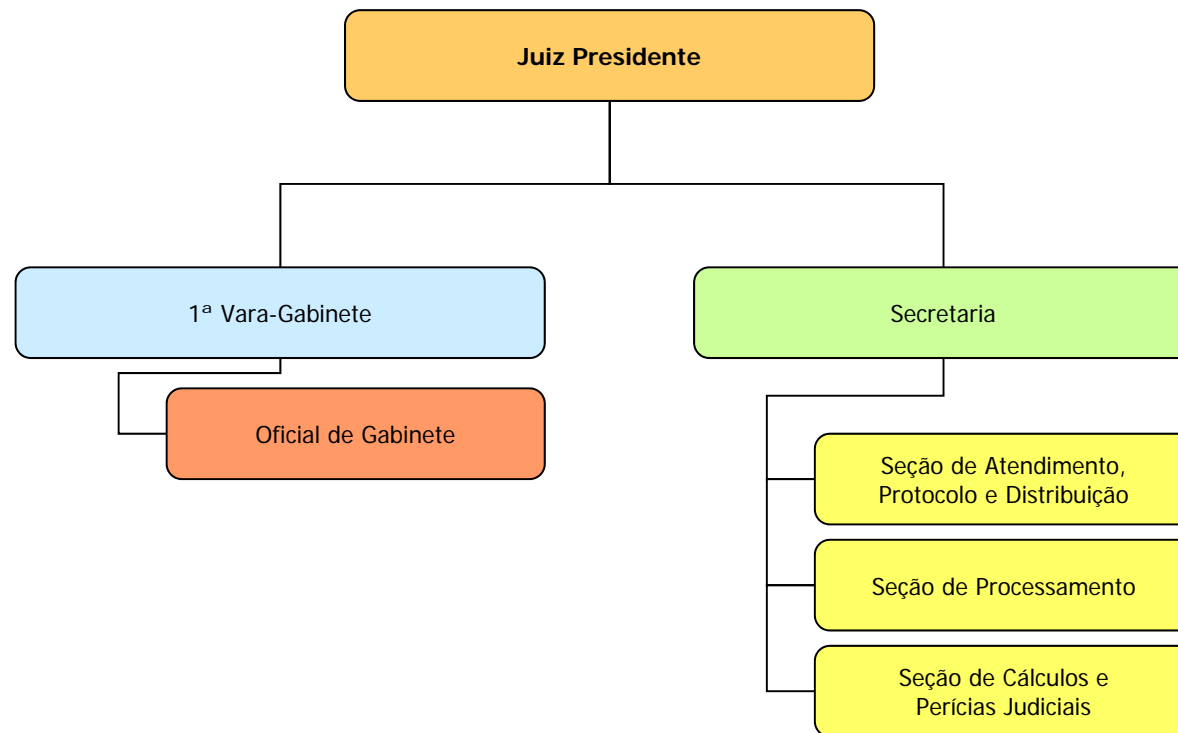 Juiz Presidente
1ª Vara-Gabinete
Secretaria
Oficial de Gabinete
Seção de Atendimento,
Protocolo e Distribuição
Seção de Processamento
Seção de Cálculos e
Perícias Judiciais